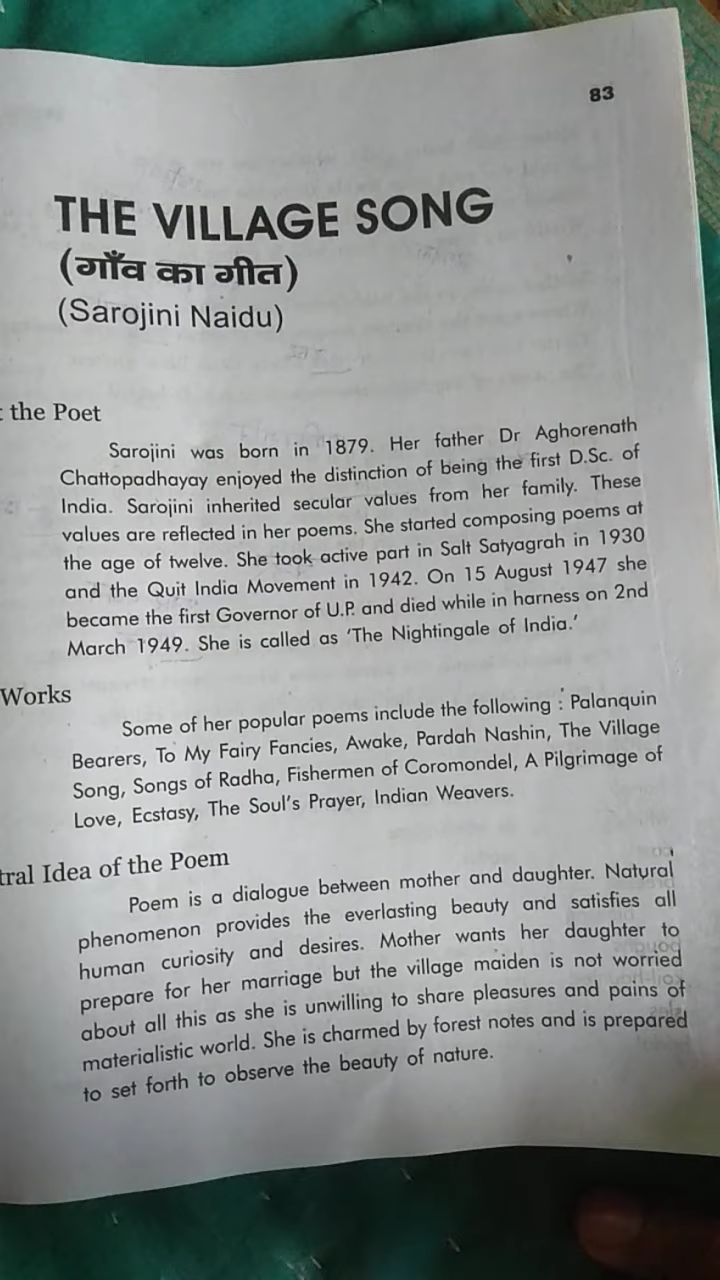 83
THE VILLAGE SONG
(गाँव का गीत)
(Sarojini Naidu)
the Poet
Sarojini was born in 1879. Her father Dr Aghorenath
Chattopadhayay enjoyed the distinction of being the first D.Sc. of
India. Sarojini inherited secular values from her family. These
values are reflected in her poems. She started composing poems at
the age of twelve. She took active part in Salt Satyagrah in 1930
and the Quit India Movement in 1942. On 15 August 1947 she
became the first Governor of U.P. and died while in harness on 2nd
March 1949. She is called as ‘The Nightingale of India.’
Works
Some of her popular poems include the following : Palanquin
Bearers, To My Fairy Fancies, Awake, Pardah Nashin, The Village
Song, Songs of Radha, Fishermen of Coromondel, A Pilgrimage of
Love, Ecstasy, The Soul’s Prayer, Indian Weavers.
tral Idea of the Poem
Poem is a dialogue between mother and daughter. Natural
phenomenon provides the everlasting beauty and satisfies all
human curiosity and desires. Mother wants her daughter to
prepare for her marriage but the village maiden is not worried
about all this as she is unwilling to share pleasures and pains of
materialistic world. She is charmed by forest notes and is prepared
to set forth to observe the beauty of nature.